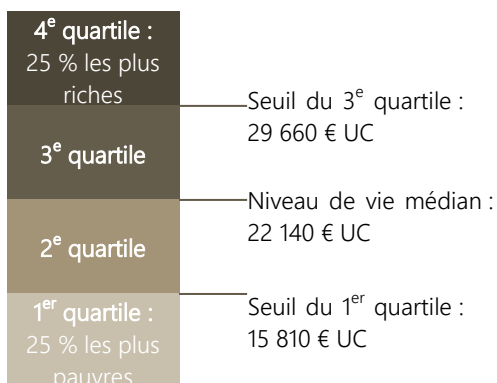 4e quartile :
25 % les plus
riches
Seuil du 3e quartile :
29 660 € UC
3e quartile
Niveau de vie médian :
22 140 € UC
2e quartile
Seuil du 1er quartile :
15 810 € UC
1er quartile :
25 % les plus
pauvres